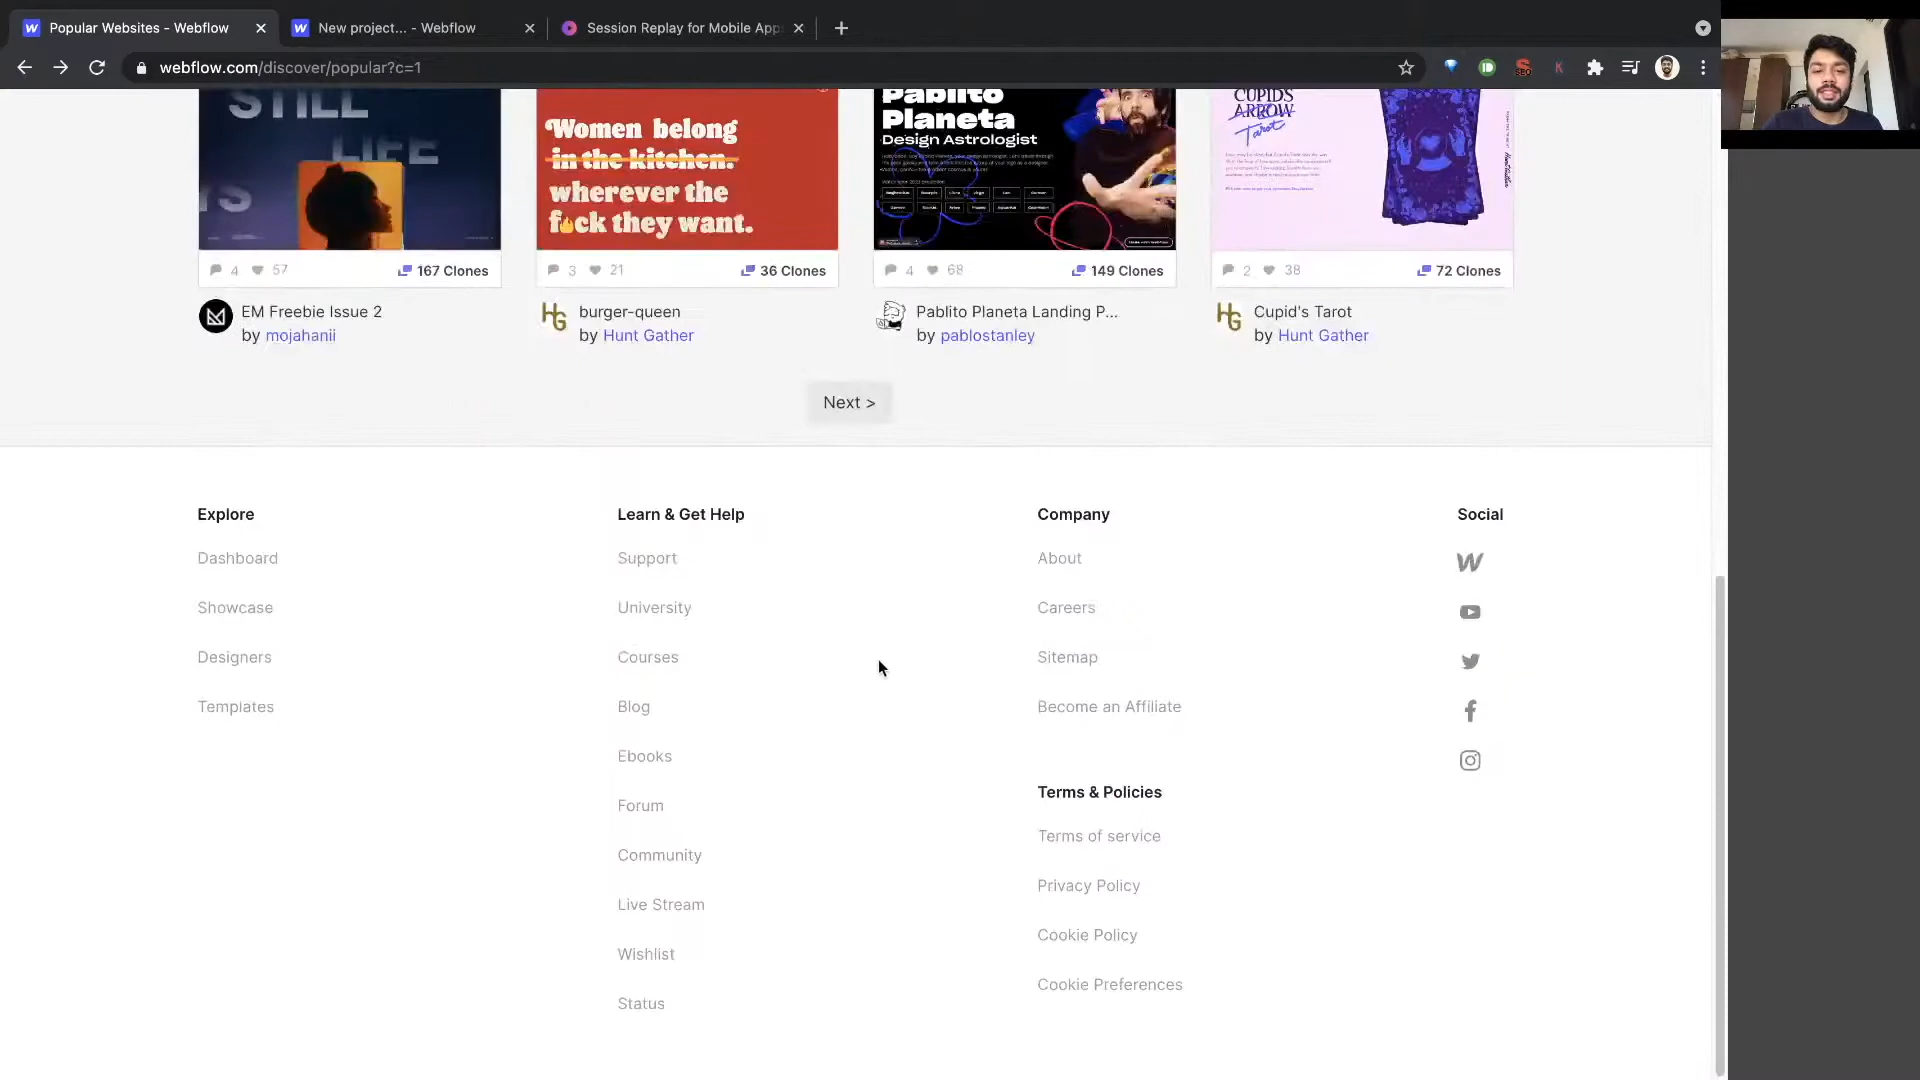 Popular Websites - Webflow
New project... - Webflow
Session Replay for Mobile App
webflow.com/discover/popular?c=1
STILL
LIFE
Women belong
in the kitchen.
wherever the
f ck they want.
Pablito
Planeta
Design Astrologist
CUPIDS
ARROW
Tarot
4 57 167 Clones
3 21 36 Clones
4 68 149 Clones
2 38 72 Clones
EM Freebie Issue 2
by mojahanii
HG
burger-queen
by Hunt Gather
Pablito Planeta Landing P...
by pablostanley
HG
Cupid's Tarot
by Hunt Gather
Next >
Explore
Dashboard
Showcase
Designers
Templates
Learn & Get Help
Support
University
Courses
Blog
Ebooks
Forum
Community
Live Stream
Wishlist
Status
Company
About
Careers
Sitemap
Become an Affiliate
Terms & Policies
Terms of service
Privacy Policy
Cookie Policy
Cookie Preferences
Social